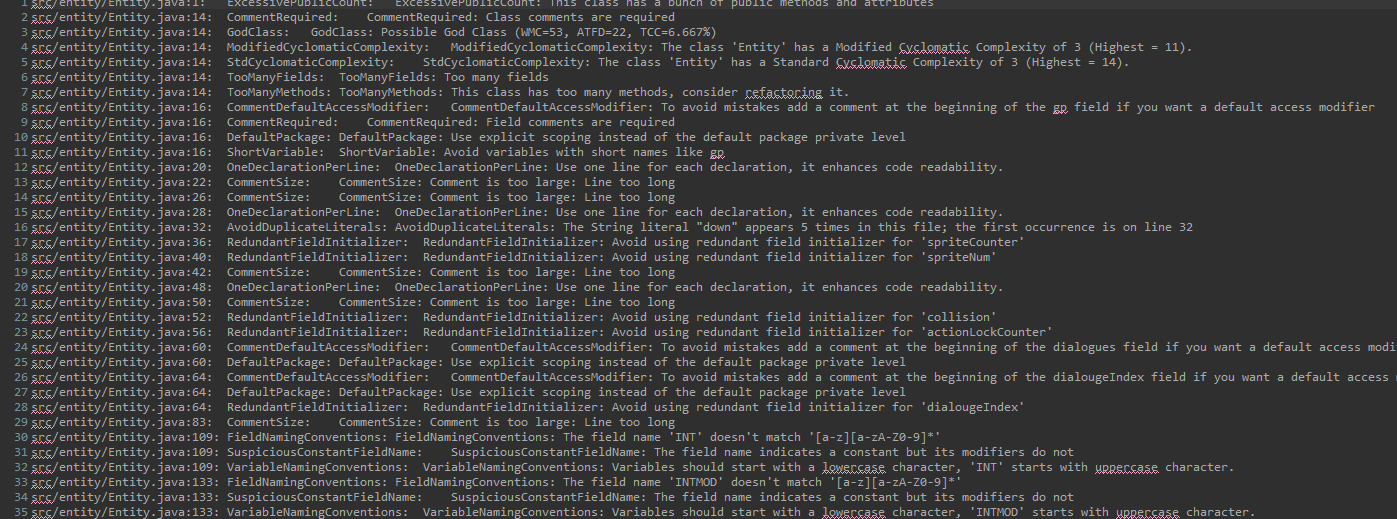 1 src/entity/Entity.java:1: ExcessivePublicCount: ExcessivePublicCount: This class has a bunch of public methods and attributes
2 src/entity/Entity.java:14: CommentRequired: CommentRequired: Class comments are required
3 src/entity/Entity.java:14: GodClass: GodClass: Possible God Class (WMC=53, ATFD=22, TCC=6.667%)
4 src/entity/Entity.java:14: ModifiedCyclomaticComplexity: ModifiedCyclomaticComplexity: The class 'Entity' has a Modified Cyclomatic Complexity of 3 (Highest = 11).
5 src/entity/Entity.java:14: StdCyclomaticComplexity: StdCyclomaticComplexity: The class 'Entity' has a Standard Cyclomatic Complexity of 3 (Highest = 14).
6 src/entity/Entity.java:14: TooManyFields: TooManyFields: Too many fields
7 src/entity/Entity.java:14: TooManyMethods: TooManyMethods: This class has too many methods, consider refactoring it.
8 src/entity/Entity.java:16: CommentDefaultAccessModifier: CommentDefaultAccessModifier: To avoid mistakes add a comment at the beginning of the gp field if you want a default access modifier
9 src/entity/Entity.java:16: CommentRequired: CommentRequired: Field comments are required
10 src/entity/Entity.java:16: DefaultPackage: DefaultPackage: Use explicit scoping instead of the default package private level
11 src/entity/Entity.java:16: ShortVariable: ShortVariable: Avoid variables with short names like gp
12 src/entity/Entity.java:20: OneDeclarationPerLine: OneDeclarationPerLine: Use one line for each declaration, it enhances code readability.
13 src/entity/Entity.java:22: CommentSize: CommentSize: Comment is too large: Line too long
14 src/entity/Entity.java:26: CommentSize: CommentSize: Comment is too large: Line too long
15 src/entity/Entity.java:28: OneDeclarationPerLine: OneDeclarationPerLine: Use one line for each declaration, it enhances code readability.
16 src/entity/Entity.java:32: AvoidDuplicateLiterals: AvoidDuplicateLiterals: The String literal "down" appears 5 times in this file; the first occurrence is on line 32
17 src/entity/Entity.java:36: RedundantFieldInitializer: RedundantFieldInitializer: Avoid using redundant field initializer for 'spriteCounter'
18 src/entity/Entity.java:40: RedundantFieldInitializer: RedundantFieldInitializer: Avoid using redundant field initializer for 'spriteNum'
19 src/entity/Entity.java:42: CommentSize: CommentSize: Comment is too large: Line too long
20 src/entity/Entity.java:48: OneDeclarationPerLine: OneDeclarationPerLine: Use one line for each declaration, it enhances code readability.
21 src/entity/Entity.java:50: CommentSize: CommentSize: Comment is too large: Line too long
22 src/entity/Entity.java:52: RedundantFieldInitializer: RedundantFieldInitializer: Avoid using redundant field initializer for 'collision'
23 src/entity/Entity.java:56: RedundantFieldInitializer: RedundantFieldInitializer: Avoid using redundant field initializer for 'actionLockCounter'
24 src/entity/Entity.java:60: CommentDefaultAccessModifier: CommentDefaultAccessModifier: To avoid mistakes add a comment at the beginning of the dialogues field if you want a default access modi
25 src/entity/Entity.java:60: DefaultPackage: DefaultPackage: Use explicit scoping instead of the default package private level
26 src/entity/Entity.java:64: CommentDefaultAccessModifier: CommentDefaultAccessModifier: To avoid mistakes add a comment at the beginning of the dialougeIndex field if you want a default access
27 src/entity/Entity.java:64: DefaultPackage: DefaultPackage: Use explicit scoping instead of the default package private level
28 src/entity/Entity.java:64: RedundantFieldInitializer: RedundantFieldInitializer: Avoid using redundant field initializer for 'dialougeIndex'
29 src/entity/Entity.java:83: CommentSize: CommentSize: Comment is too large: Line too long
30 src/entity/Entity.java:109: FieldNamingConventions: FieldNamingConventions: The field name 'INT' doesn't match '[a-z][a-zA-Z0-9]*'
31 src/entity/Entity.java:109: SuspiciousConstantFieldName: SuspiciousConstantFieldName: The field name indicates a constant but its modifiers do not
32 src/entity/Entity.java:109: VariableNamingConventions: VariableNamingConventions: Variables should start with a lowercase character, 'INT' starts with uppercase character.
33 src/entity/Entity.java:133: FieldNamingConventions: FieldNamingConventions: The field name 'INTMOD' doesn't match '[a-z][a-zA-Z0-9]*'
34 src/entity/Entity.java:133: SuspiciousConstantFieldName: SuspiciousConstantFieldName: The field name indicates a constant but its modifiers do not
35 src/entity/Entity.java:133: VariableNamingConventions: VariableNamingConventions: Variables should start with a lowercase character, 'INTMOD' starts with uppercase character.